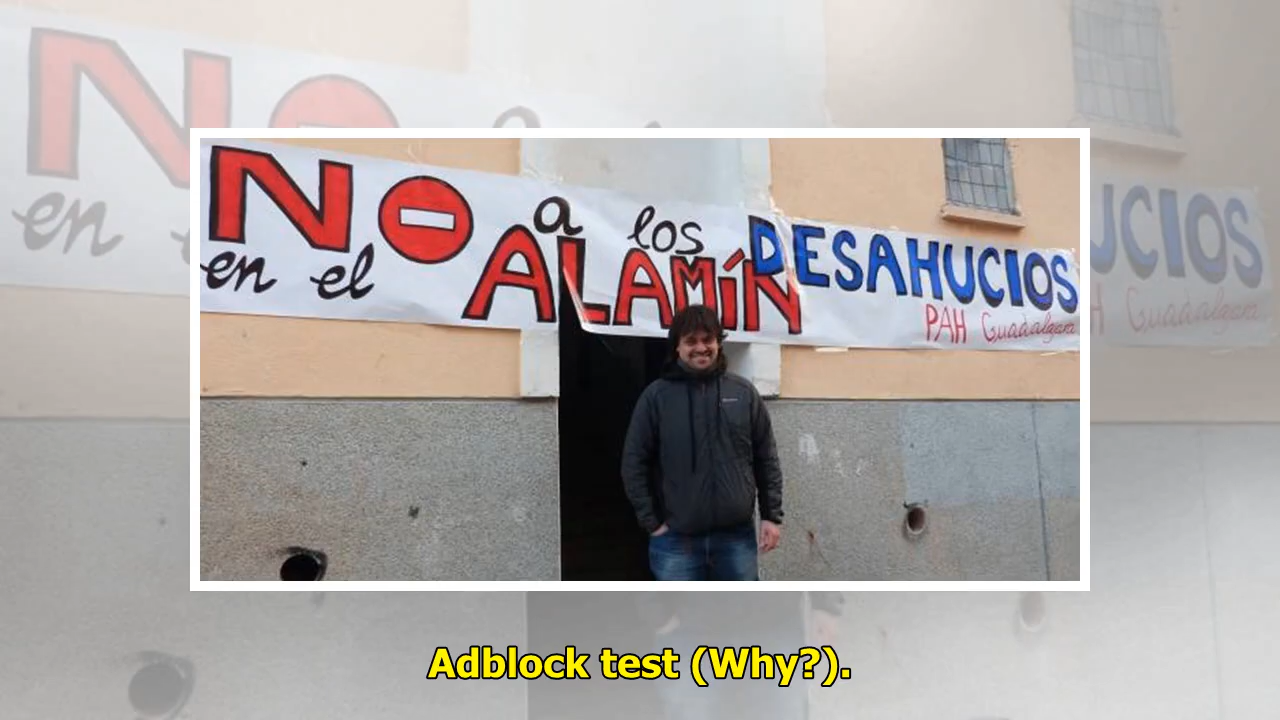 NO a los DESAHUCIOS
en el ALAMÍN
PAH Guadalajara
Adblock test (Why?).